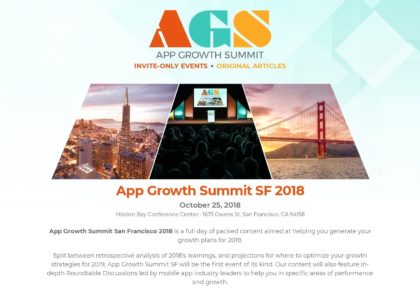 AGS
APP GROWTH SUMMIT
INVITE-ONLY EVENTS • ORIGINAL ARTICLES
AGS
App Growth Summit SF 2018
October 25, 2018
Mission Bay Conference Center - 1675 Owens St, San Francisco, CA 94158
App Growth Summit San Francisco 2018 is a full day of packed content aimed at helping you generate your
growth plans for 2019.
Split between retrospective analysis of 2018's learnings, and projections for where to optimize your growth
strategies for 2019, App Growth Summit SF will be the first event of its kind. Our content will also feature in-
depth Roundtable Discussions led by mobile app industry leaders to help you in specific areas of performance
and growth.